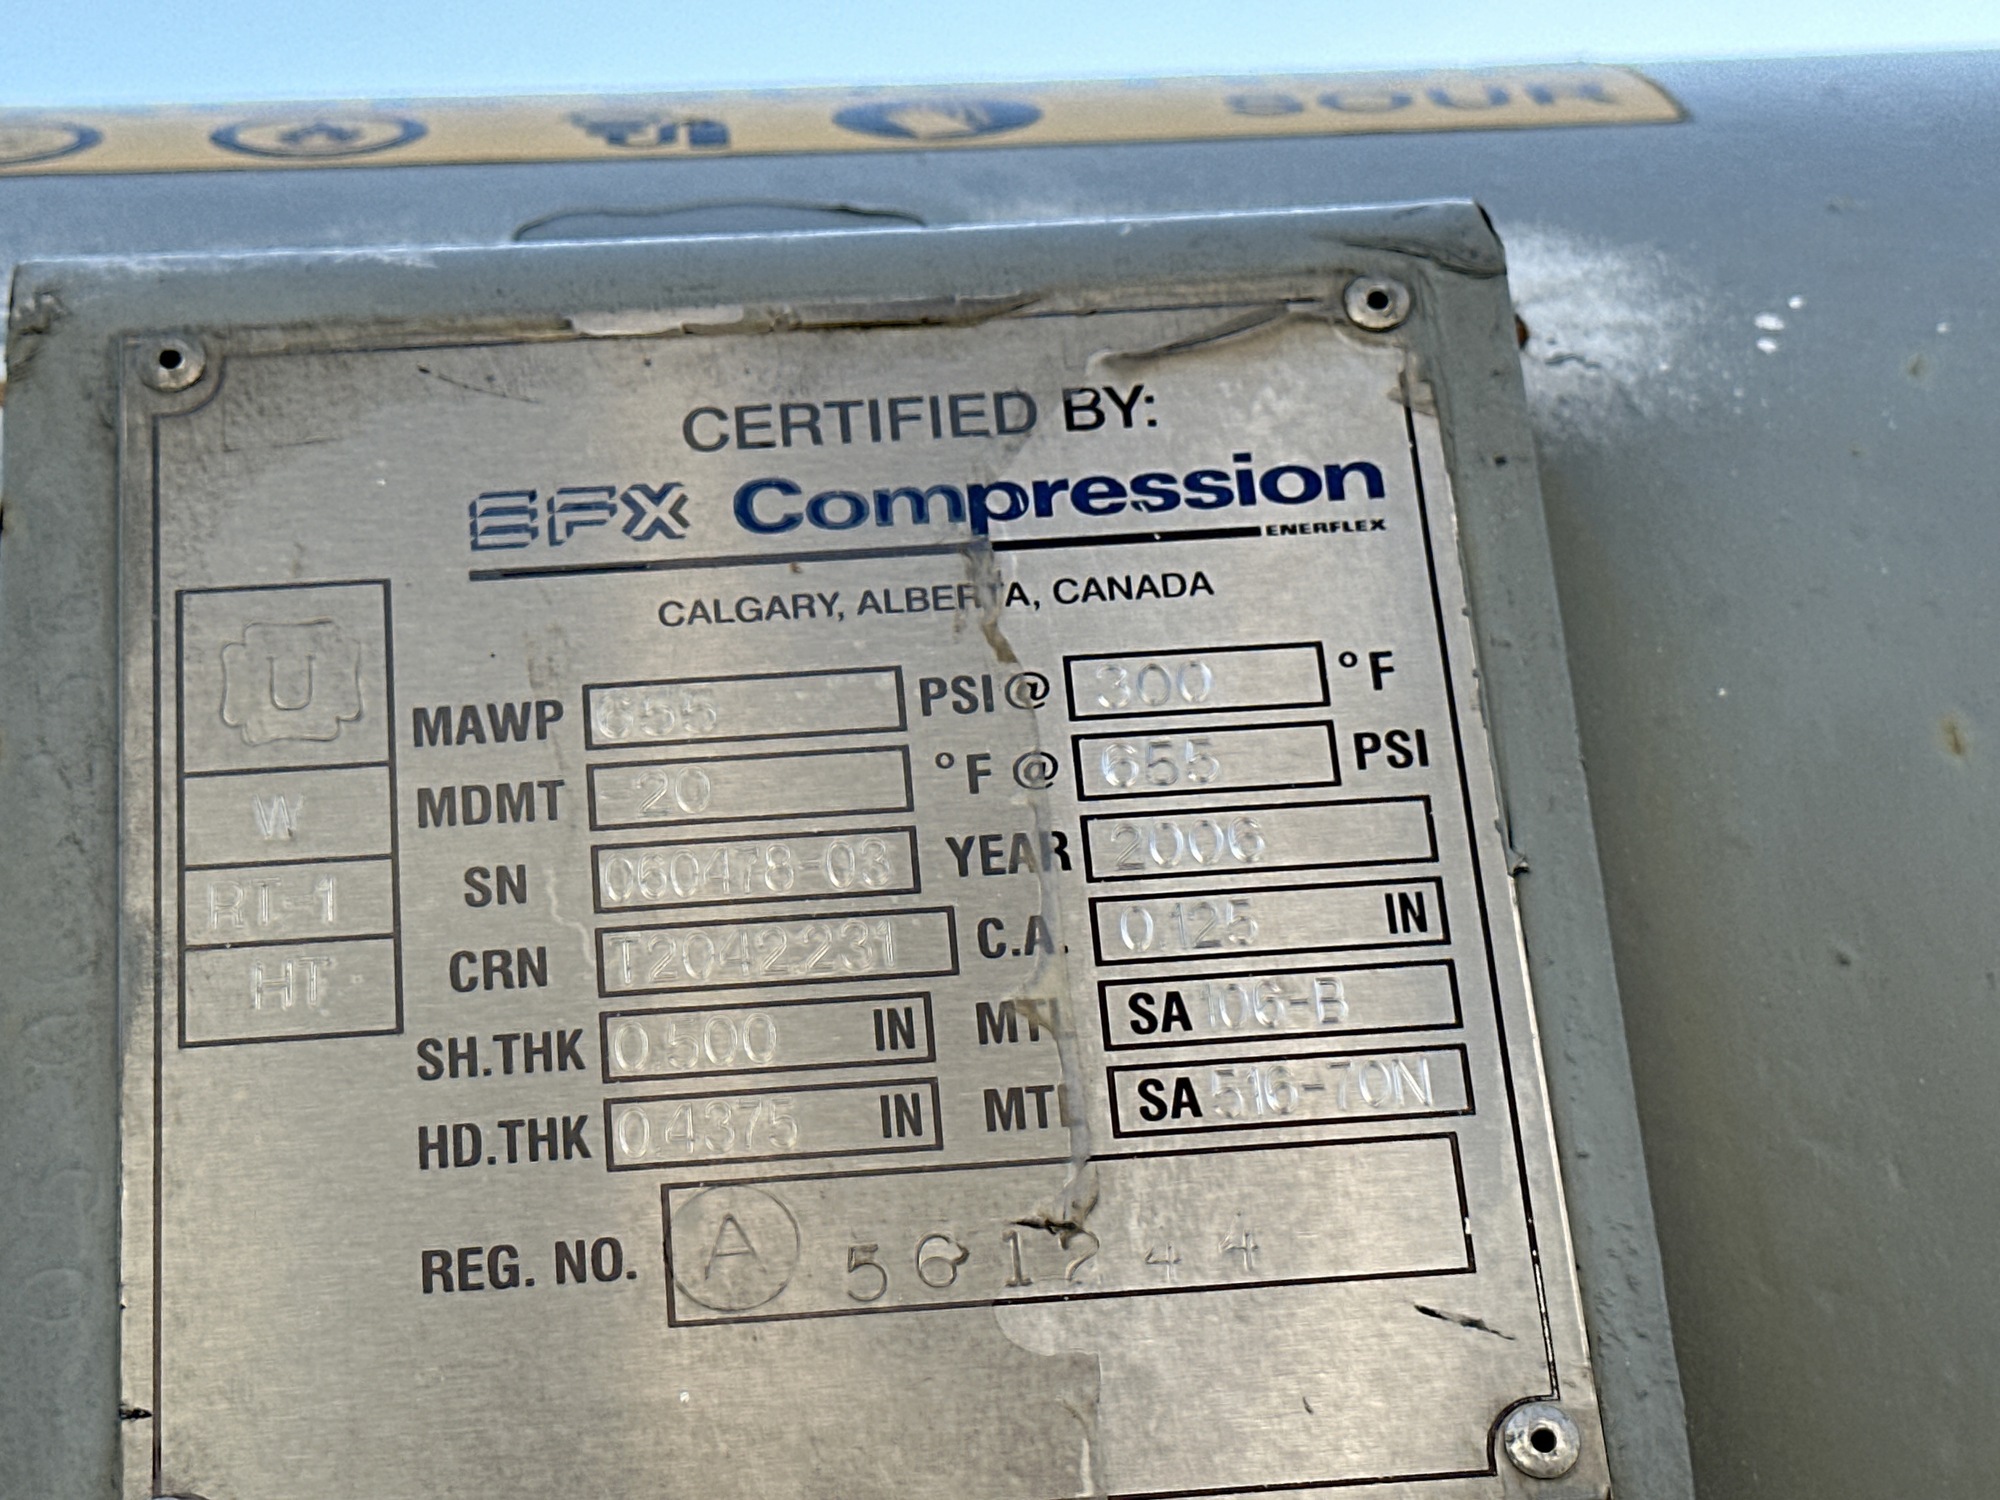 SOUR
CERTIFIED BY:
EFX Compression
ENERFLEX
CALGARY, ALBERTA, CANADA
U
W
RT-1
HT
MAWP 655 PSI @ 300 °F
MDMT -20 °F @ 655 PSI
SN 060478-03 YEAR 2006
CRN T2042.231 C.A. 0.125 IN
SH.THK 0.500 IN MTL SA 106-B
HD.THK 0.4375 IN MTL SA 516-70N
REG. NO. A 561244